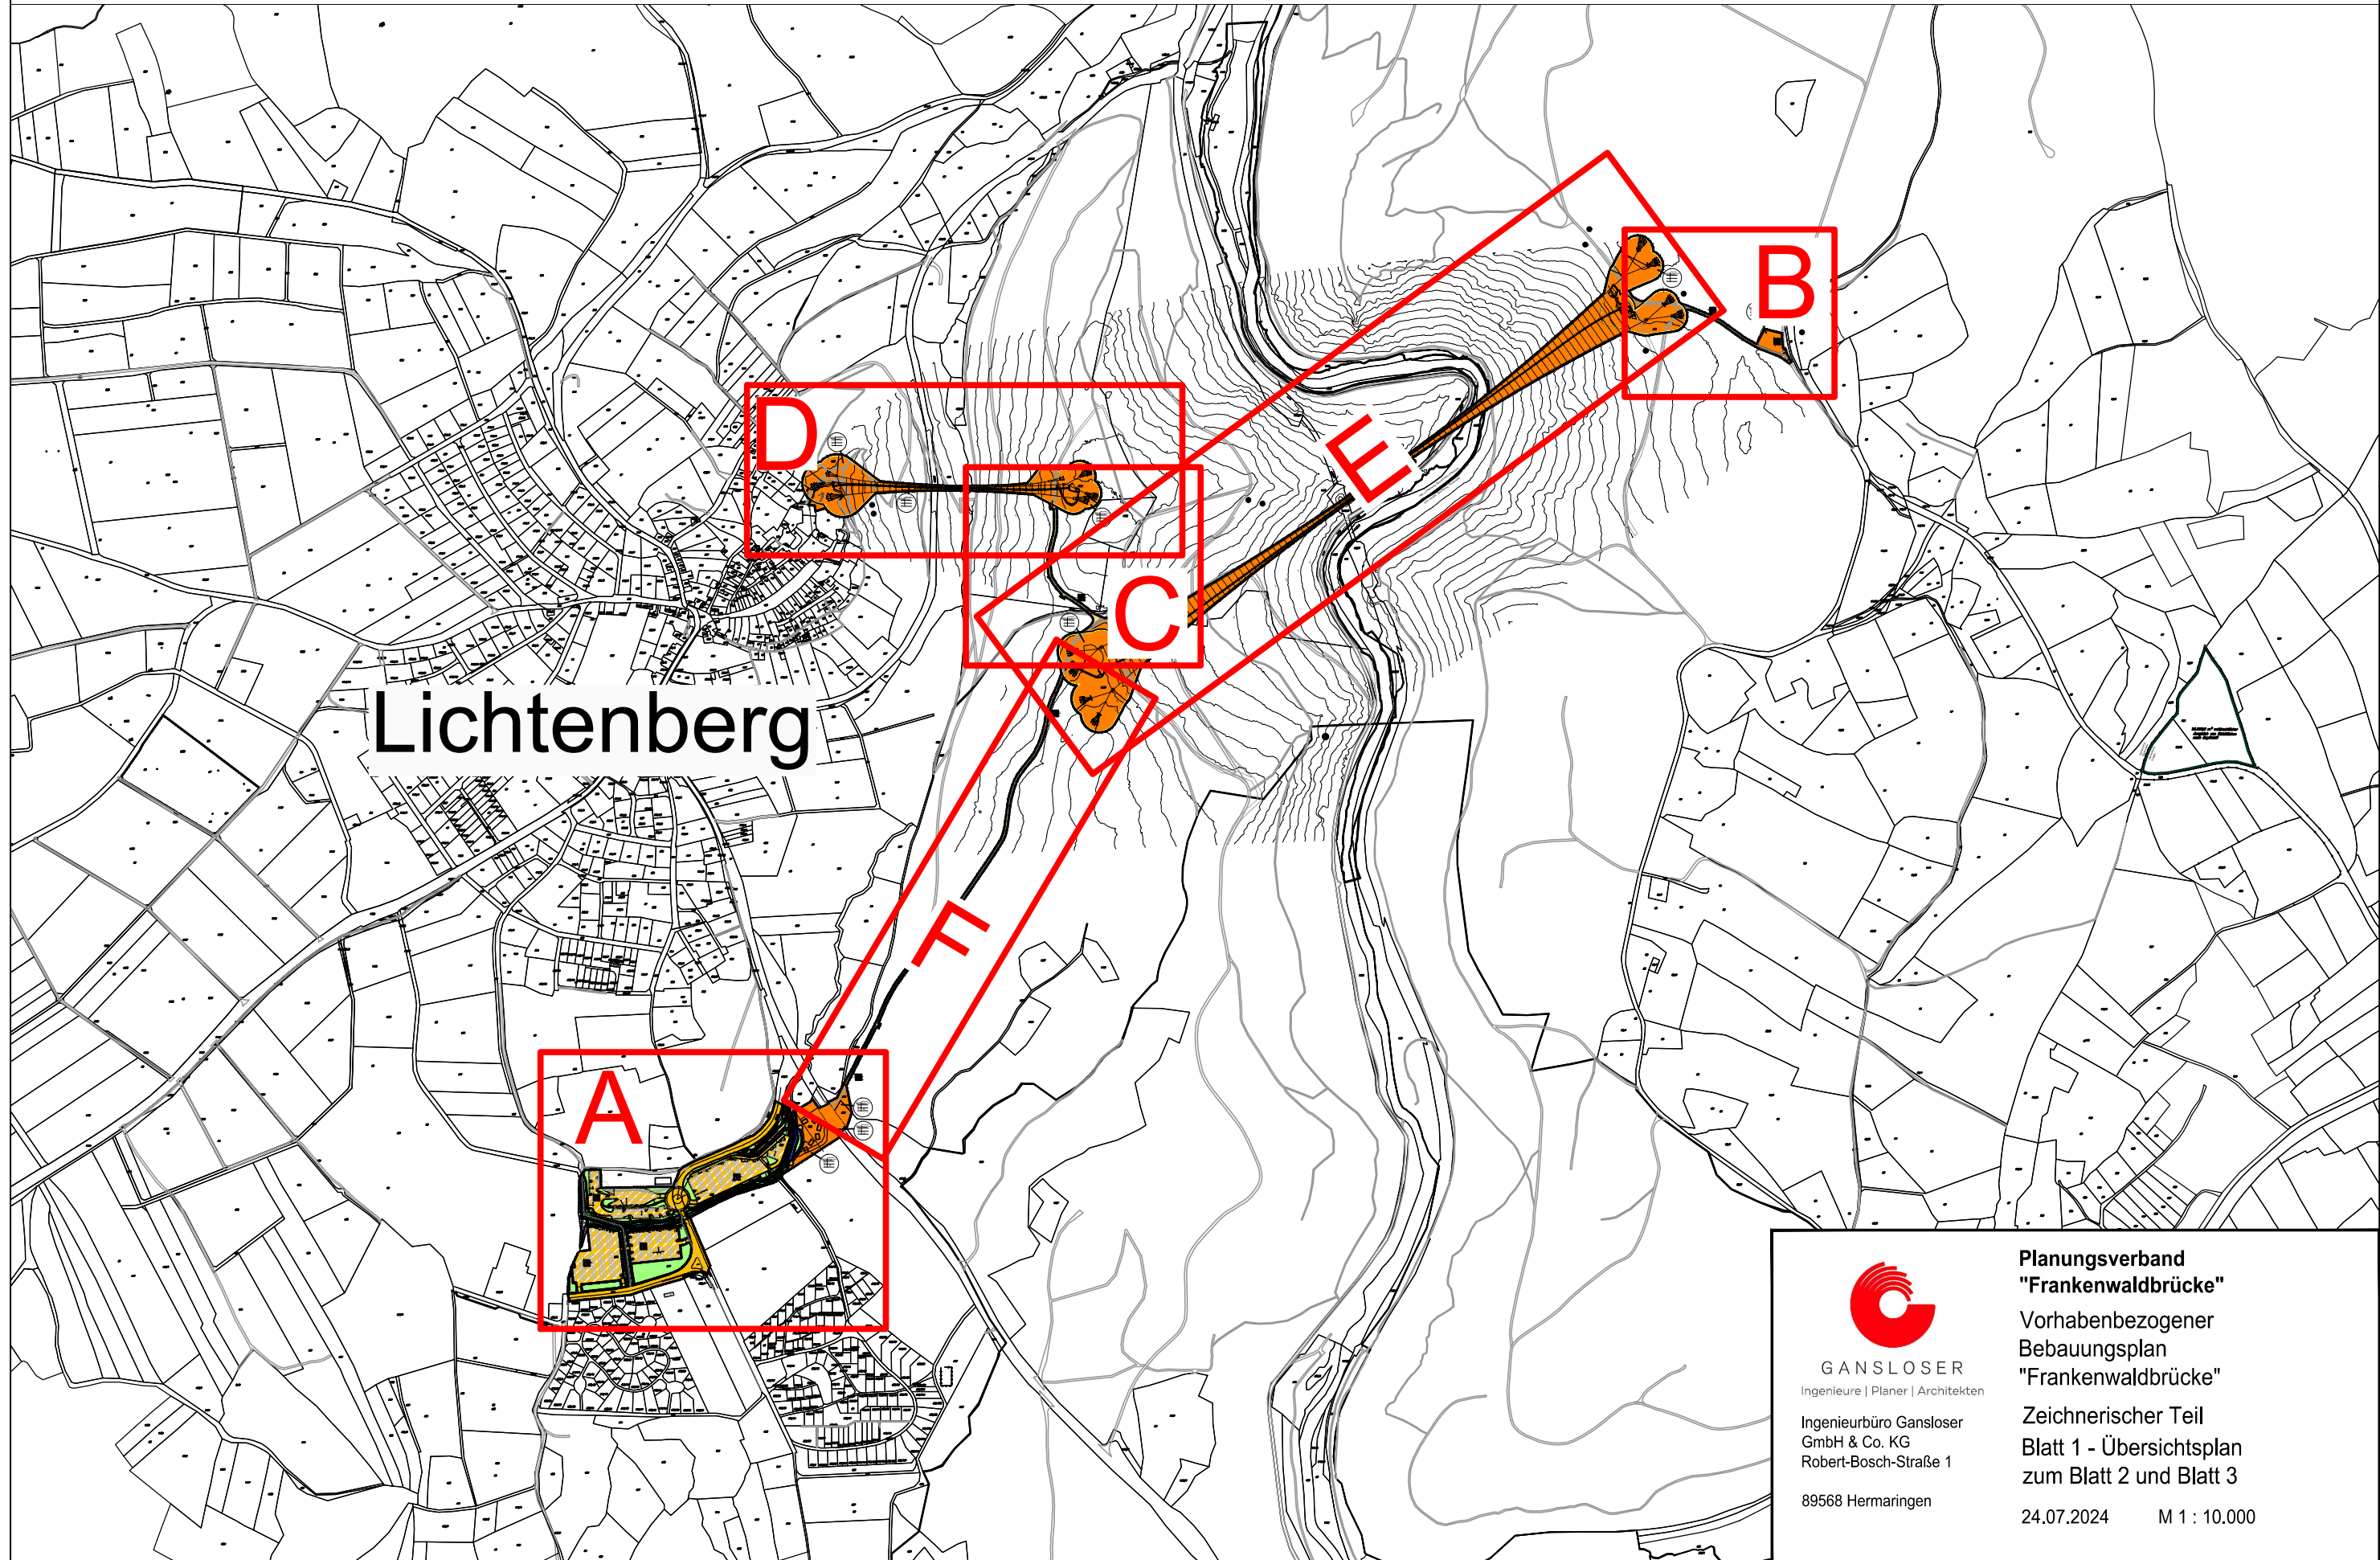 B
D
E
C
Lichtenberg
F
A
GANSLOSER
Ingenieure | Planer | Architekten
Ingenieurbüro Gansloser
GmbH & Co. KG
Robert-Bosch-Straße 1
89568 Hermaringen
Planungsverband
"Frankenwaldbrücke"
Vorhabenbezogener
Bebauungsplan
"Frankenwaldbrücke"
Zeichnerischer Teil
Blatt 1 - Übersichtsplan
zum Blatt 2 und Blatt 3
24.07.2024 M 1 : 10.000